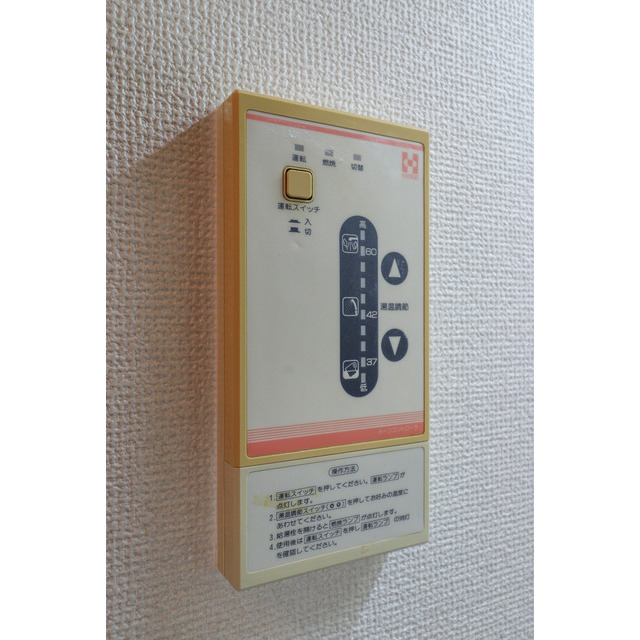 運転 燃焼 切替
運転スイッチ
入
切
高
60
42
37
低
湯温調節
操作方法
1.運転スイッチを押してください。運転ランプが
点灯します。
2.湯温調節スイッチ()を押してお好みの温度に
あわせてください。
3.給湯栓を開けると燃焼ランプが点灯します。
4.使用後は運転スイッチを押し運転ランプの消灯
を確認してください。